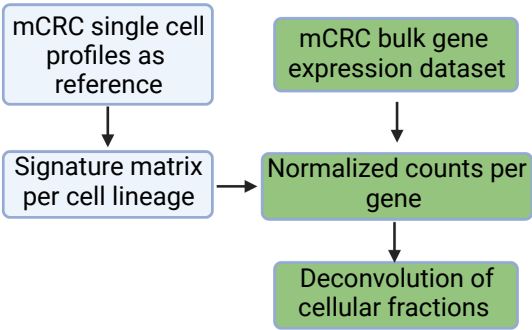 mCRC single cell
profiles as
reference
mCRC bulk gene
expression dataset
Signature matrix
per cell lineage
Normalized counts per
gene
Deconvolution of
cellular fractions